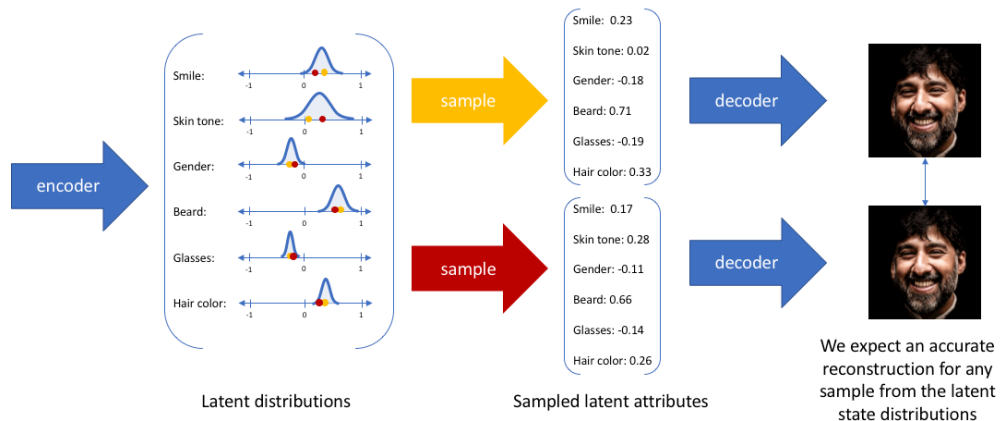 encoder
Smile:
-1 0 1
Skin tone:
-1 0 1
Gender:
-1 0 1
Beard:
-1 0 1
Glasses:
-1 0 1
Hair color:
-1 0 1
Latent distributions
sample
Smile: 0.23
Skin tone: 0.02
Gender: -0.18
Beard: 0.71
Glasses: -0.19
Hair color: 0.33
decoder
sample
Smile: 0.17
Skin tone: 0.28
Gender: -0.11
Beard: 0.66
Glasses: -0.14
Hair color: 0.26
decoder
Sampled latent attributes
We expect an accurate
reconstruction for any
sample from the latent
state distributions